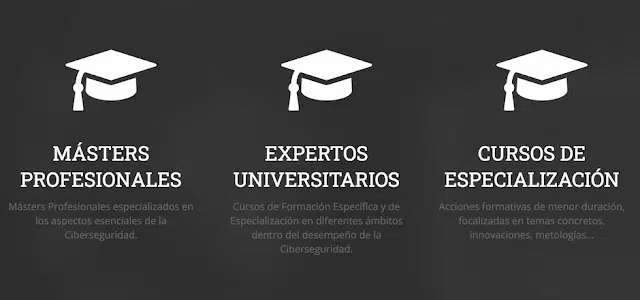 MÁSTERS
PROFESIONALES
Másters Profesionales especializados en
los aspectos esenciales de la
Ciberseguridad.
EXPERTOS
UNIVERSITARIOS
Cursos de Formación Específica y de
Especialización en diferentes ámbitos
dentro del desempeño de la
Ciberseguridad.
CURSOS DE
ESPECIALIZACIÓN
Acciones formativas de menor duración,
focalizadas en temas concretos,
innovaciones, metologías...